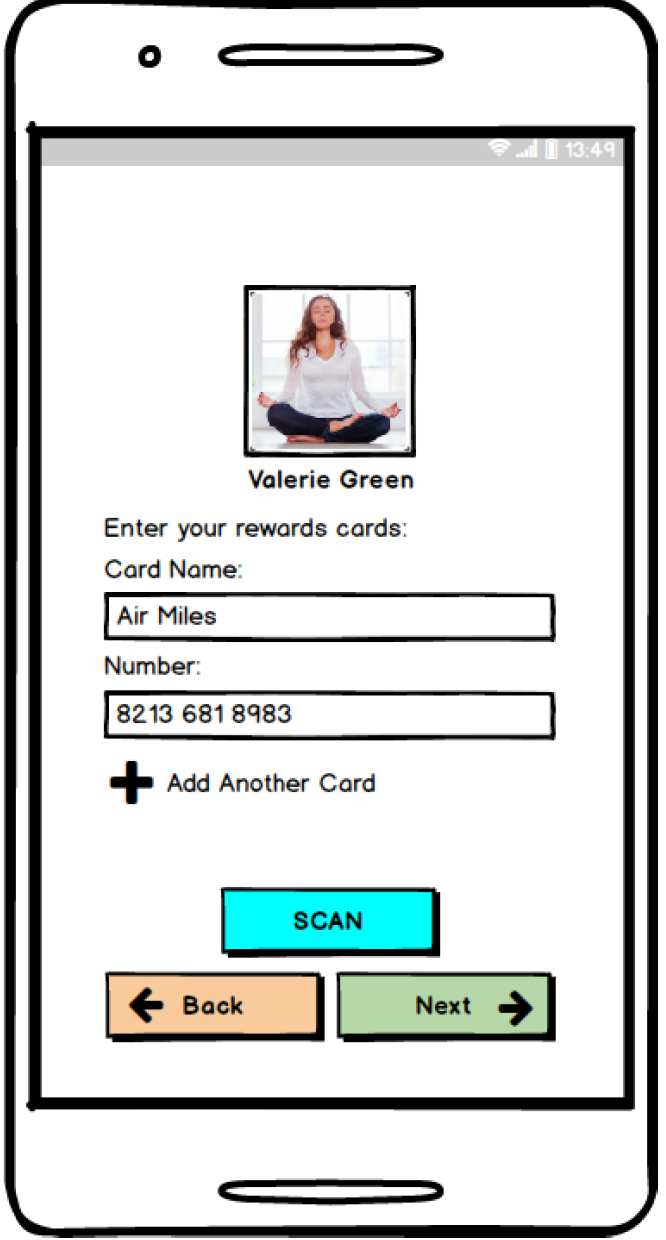 13:49
Valerie Green
Enter your rewards cards:
Card Name:
Air Miles
Number:
8213 681 8983
Add Another Card
SCAN
Back
Next